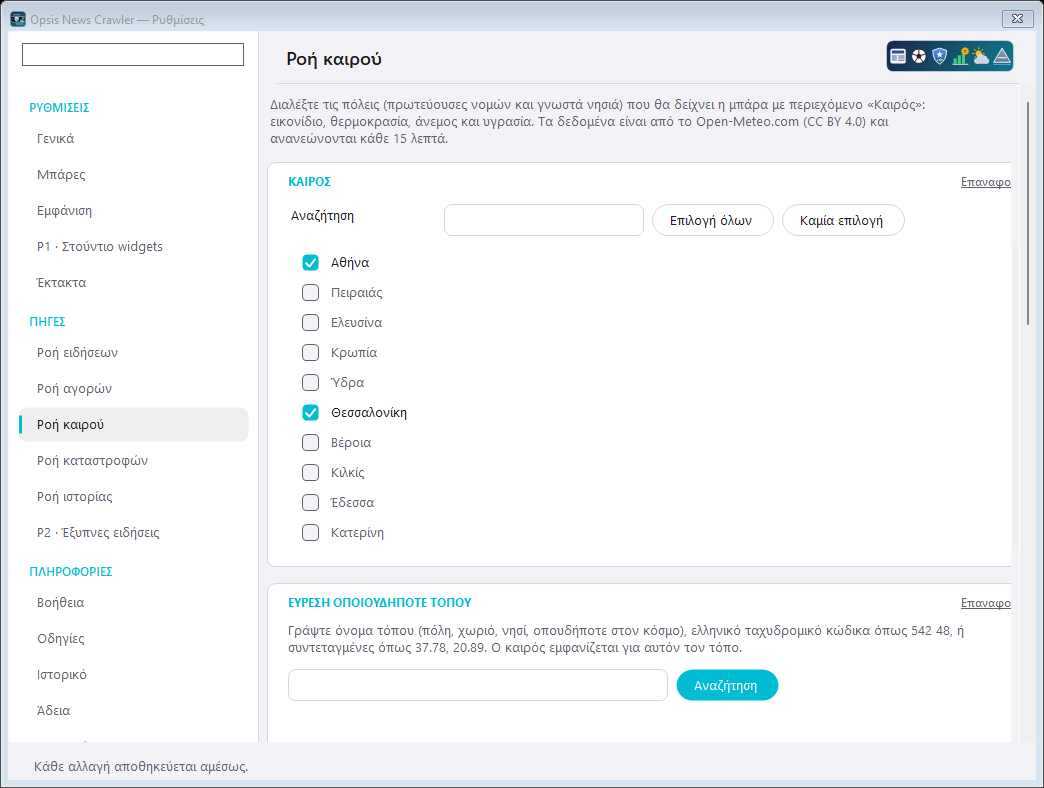 Opsis News Crawler — Ρυθμίσεις
ΡΥΘΜΙΣΕΙΣ
Γενικά
Μπάρες
Εμφάνιση
P1 · Στούντιο widgets
Έκτακτα
ΠΗΓΕΣ
Ροή ειδήσεων
Ροή αγορών
Ροή καιρού
Ροή καταστροφών
Ροή ιστορίας
P2 · Έξυπνες ειδήσεις
ΠΛΗΡΟΦΟΡΙΕΣ
Βοήθεια
Οδηγίες
Ιστορικό
Άδεια
Ροή καιρού
Διαλέξτε τις πόλεις (πρωτεύουσες νομών και γνωστά νησιά) που θα δείχνει η μπάρα με περιεχόμενο «Καιρός»:
εικονίδιο, θερμοκρασία, άνεμος και υγρασία. Τα δεδομένα είναι από το Open-Meteo.com (CC BY 4.0) και
ανανεώνονται κάθε 15 λεπτά.
ΚΑΙΡΟΣ
Επαναφο
Αναζήτηση
Επιλογή όλων
Καμία επιλογή
Αθήνα
Πειραιάς
Ελευσίνα
Κρωπία
Ύδρα
Θεσσαλονίκη
Βέροια
Κιλκίς
Έδεσσα
Κατερίνη
ΕΥΡΕΣΗ ΟΠΟΙΟΥΔΗΠΟΤΕ ΤΟΠΟΥ
Επαναφο
Γράψτε όνομα τόπου (πόλη, χωριό, νησί, οπουδήποτε στον κόσμο), ελληνικό ταχυδρομικό κώδικα όπως 542 48, ή
συντεταγμένες όπως 37.78, 20.89. Ο καιρός εμφανίζεται για αυτόν τον τόπο.
Αναζήτηση
Κάθε αλλαγή αποθηκεύεται αμέσως.